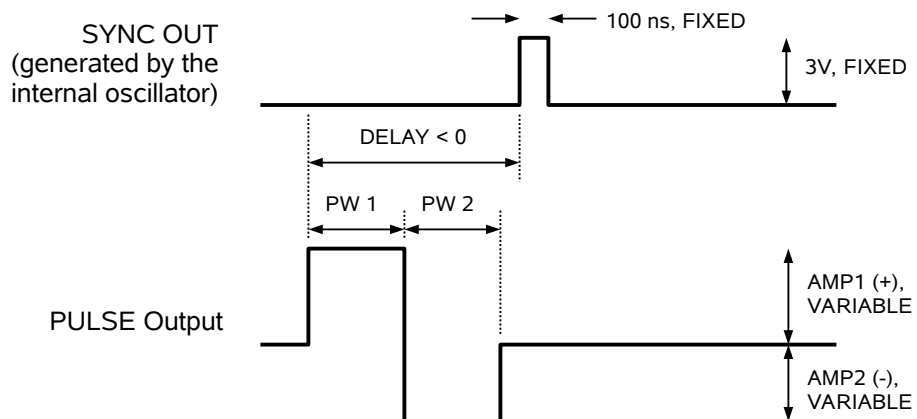 SYNC OUT
(generated by the
internal oscillator)
100 ns, FIXED
3V, FIXED
DELAY < 0
PW 1
PW 2
PULSE Output
AMP1 (+),
VARIABLE
AMP2 (-),
VARIABLE